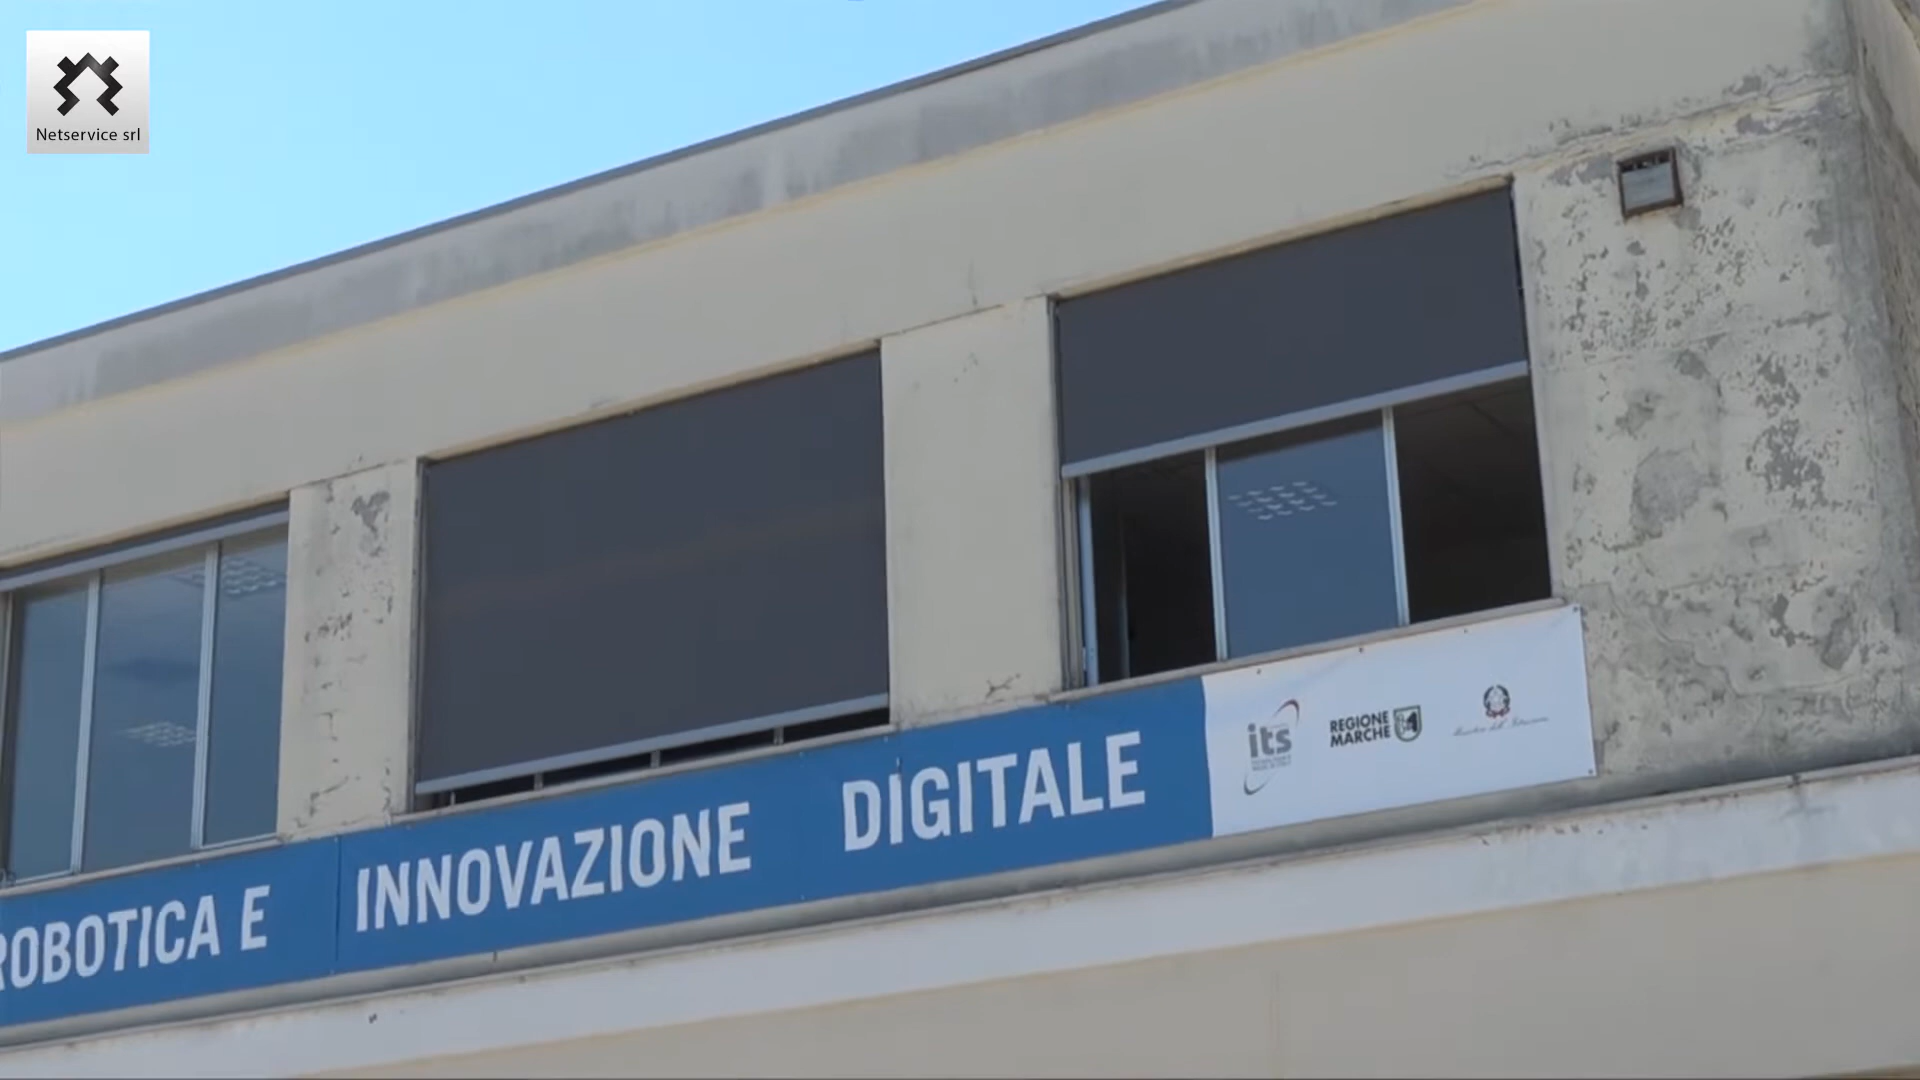 Netservice srl
ROBOTICA E INNOVAZIONE DIGITALE
its
REGIONE
MARCHE